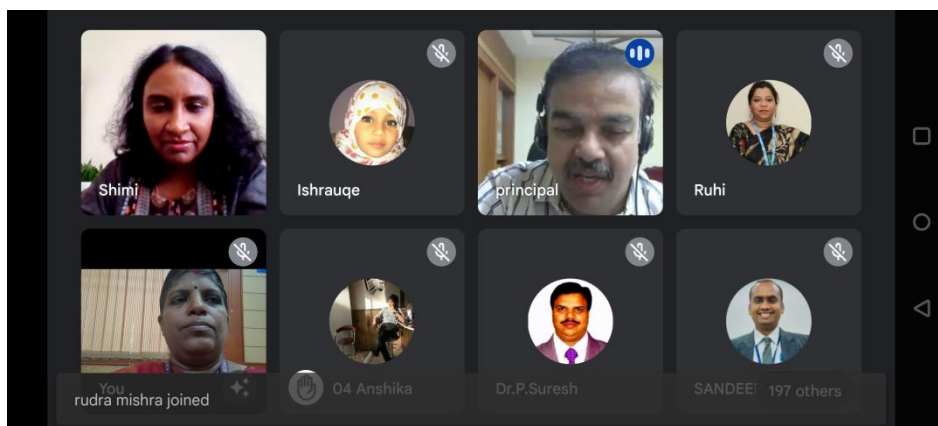 Shimi
Ishrauqe
principal
Ruhi
You
04 Anshika
Dr.P.Suresh
SANDEE
197 others
rudra mishra joined